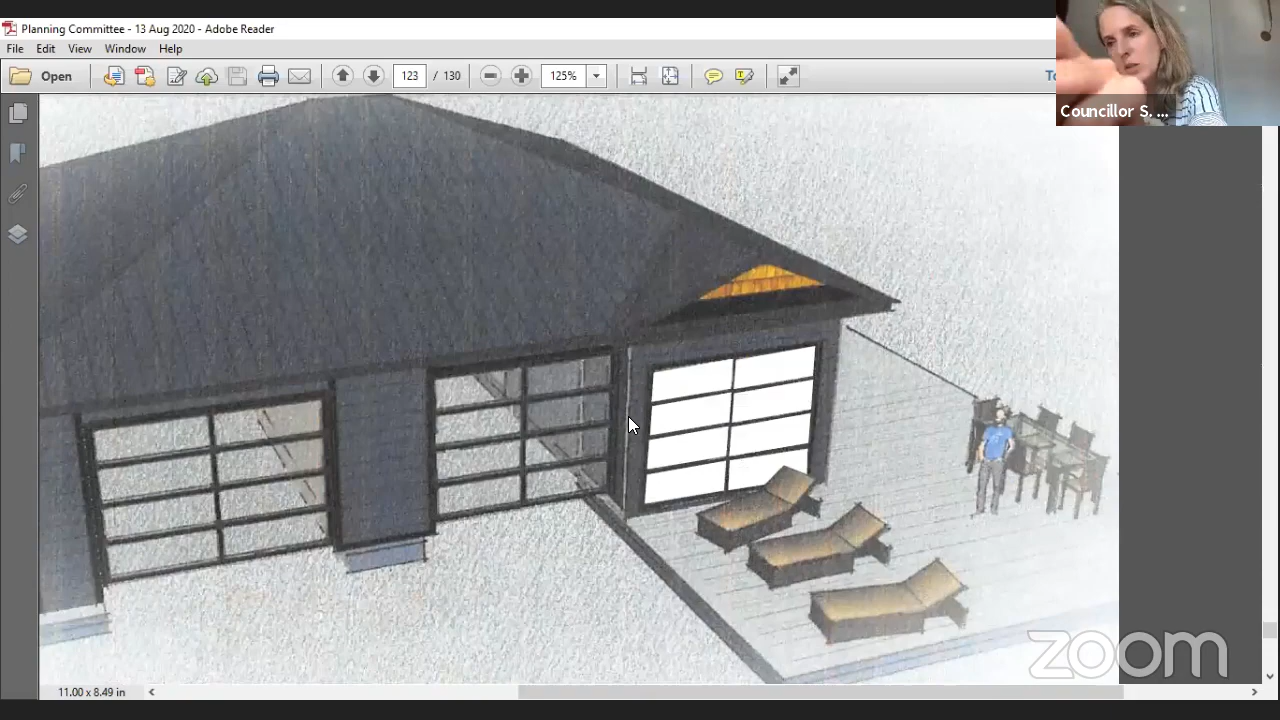 Planning Committee - 13 Aug 2020 - Adobe Reader
File Edit View Window Help
Open 123 / 130 125%
Councillor S. ...
zoom
11.00 x 8.49 in